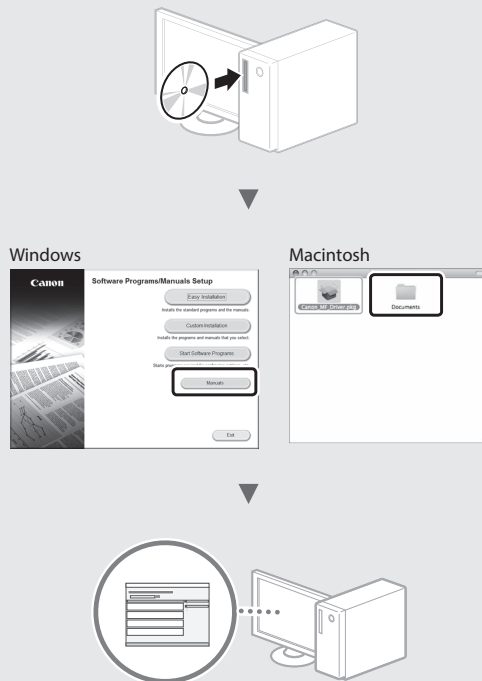 Windows
Macintosh
Canon
Software Programs/Manuals Setup
Easy Installation
Installs the standard programs and the manuals.
Custom Installation
Installs the programs and manuals that you select.
Start Software Programs
Starts
Manuals
Exit
Canon_MF_Driver.pkg
Documents